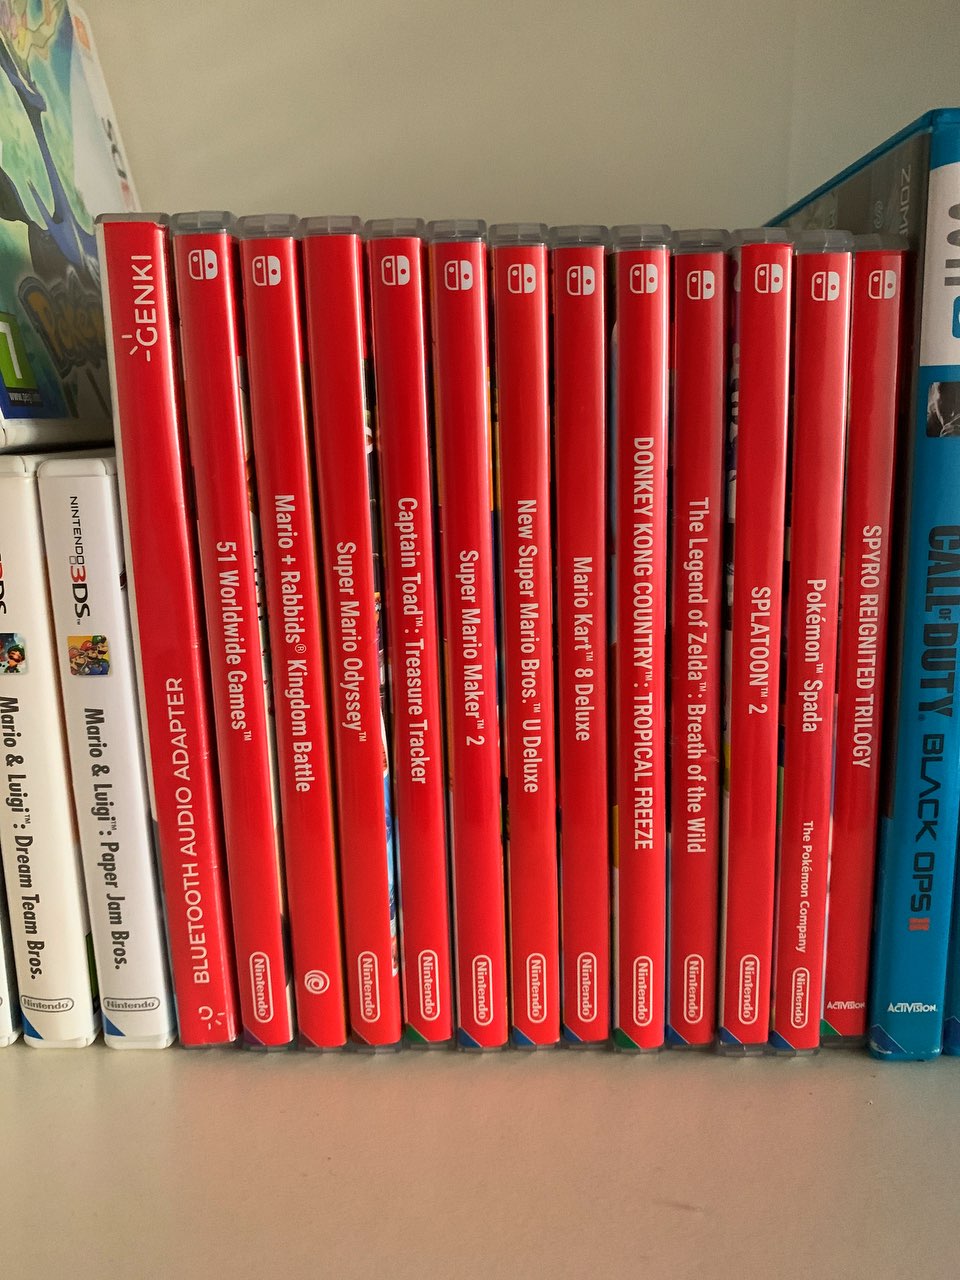 NINTENDO 3DS™
Mario & Luigi™: Dream Team Bros.
Nintendo
Mario & Luigi™: Paper Jam Bros.
Nintendo
GENKI
BLUETOOTH AUDIO ADAPTER
51 Worldwide Games™
Nintendo
Mario + Rabbids® Kingdom Battle
Super Mario Odyssey™
Nintendo
Captain Toad™: Treasure Tracker
Nintendo
Super Mario Maker™ 2
Nintendo
New Super Mario Bros.™ U Deluxe
Nintendo
Mario Kart™ 8 Deluxe
Nintendo
DONKEY KONG COUNTRY™: TROPICAL FREEZE
Nintendo
The Legend of Zelda™: Breath of the Wild
Nintendo
SPLATOON™ 2
Nintendo
Pokémon™ Spada
The Pokémon Company
Nintendo
SPYRO REIGNITED TRILOGY
ACTIVISION
CALL OF DUTY® BLACK OPS II
ACTIVISION